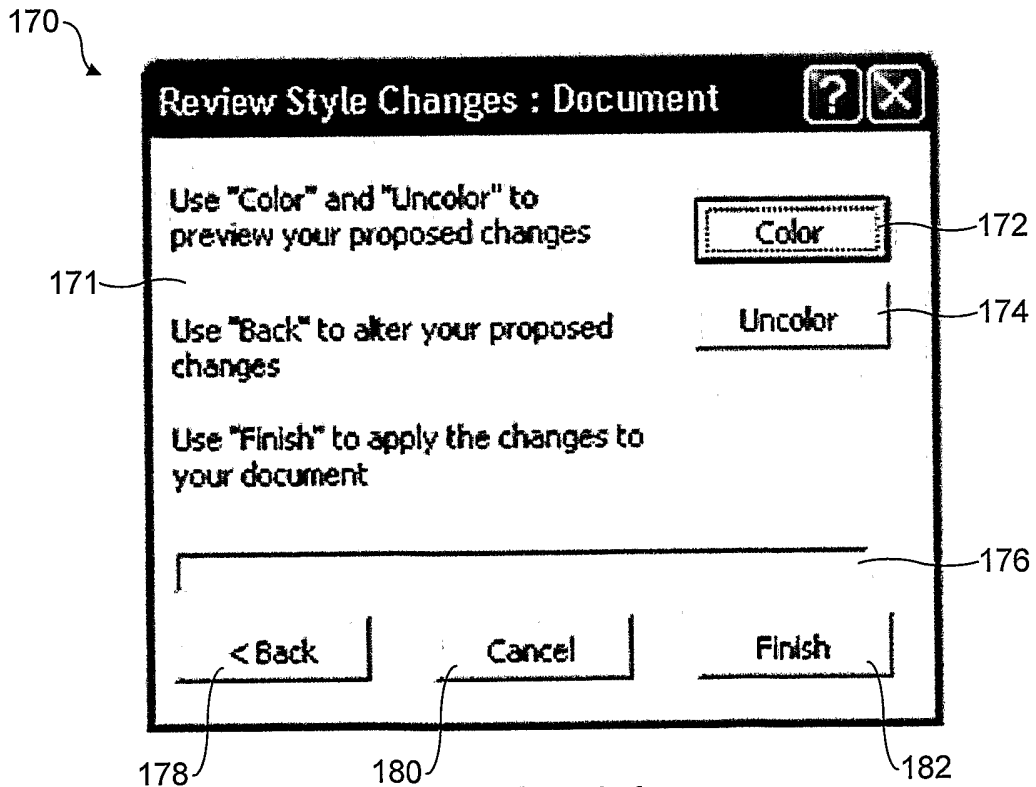 170
Review Style Changes : Document ? X
Use "Color" and "Uncolor" to
preview your proposed changes
Color
172
171
Use "Back" to alter your proposed
changes
Uncolor
174
Use "Finish" to apply the changes to
your document
176
< Back
Cancel
Finish
178
180
182